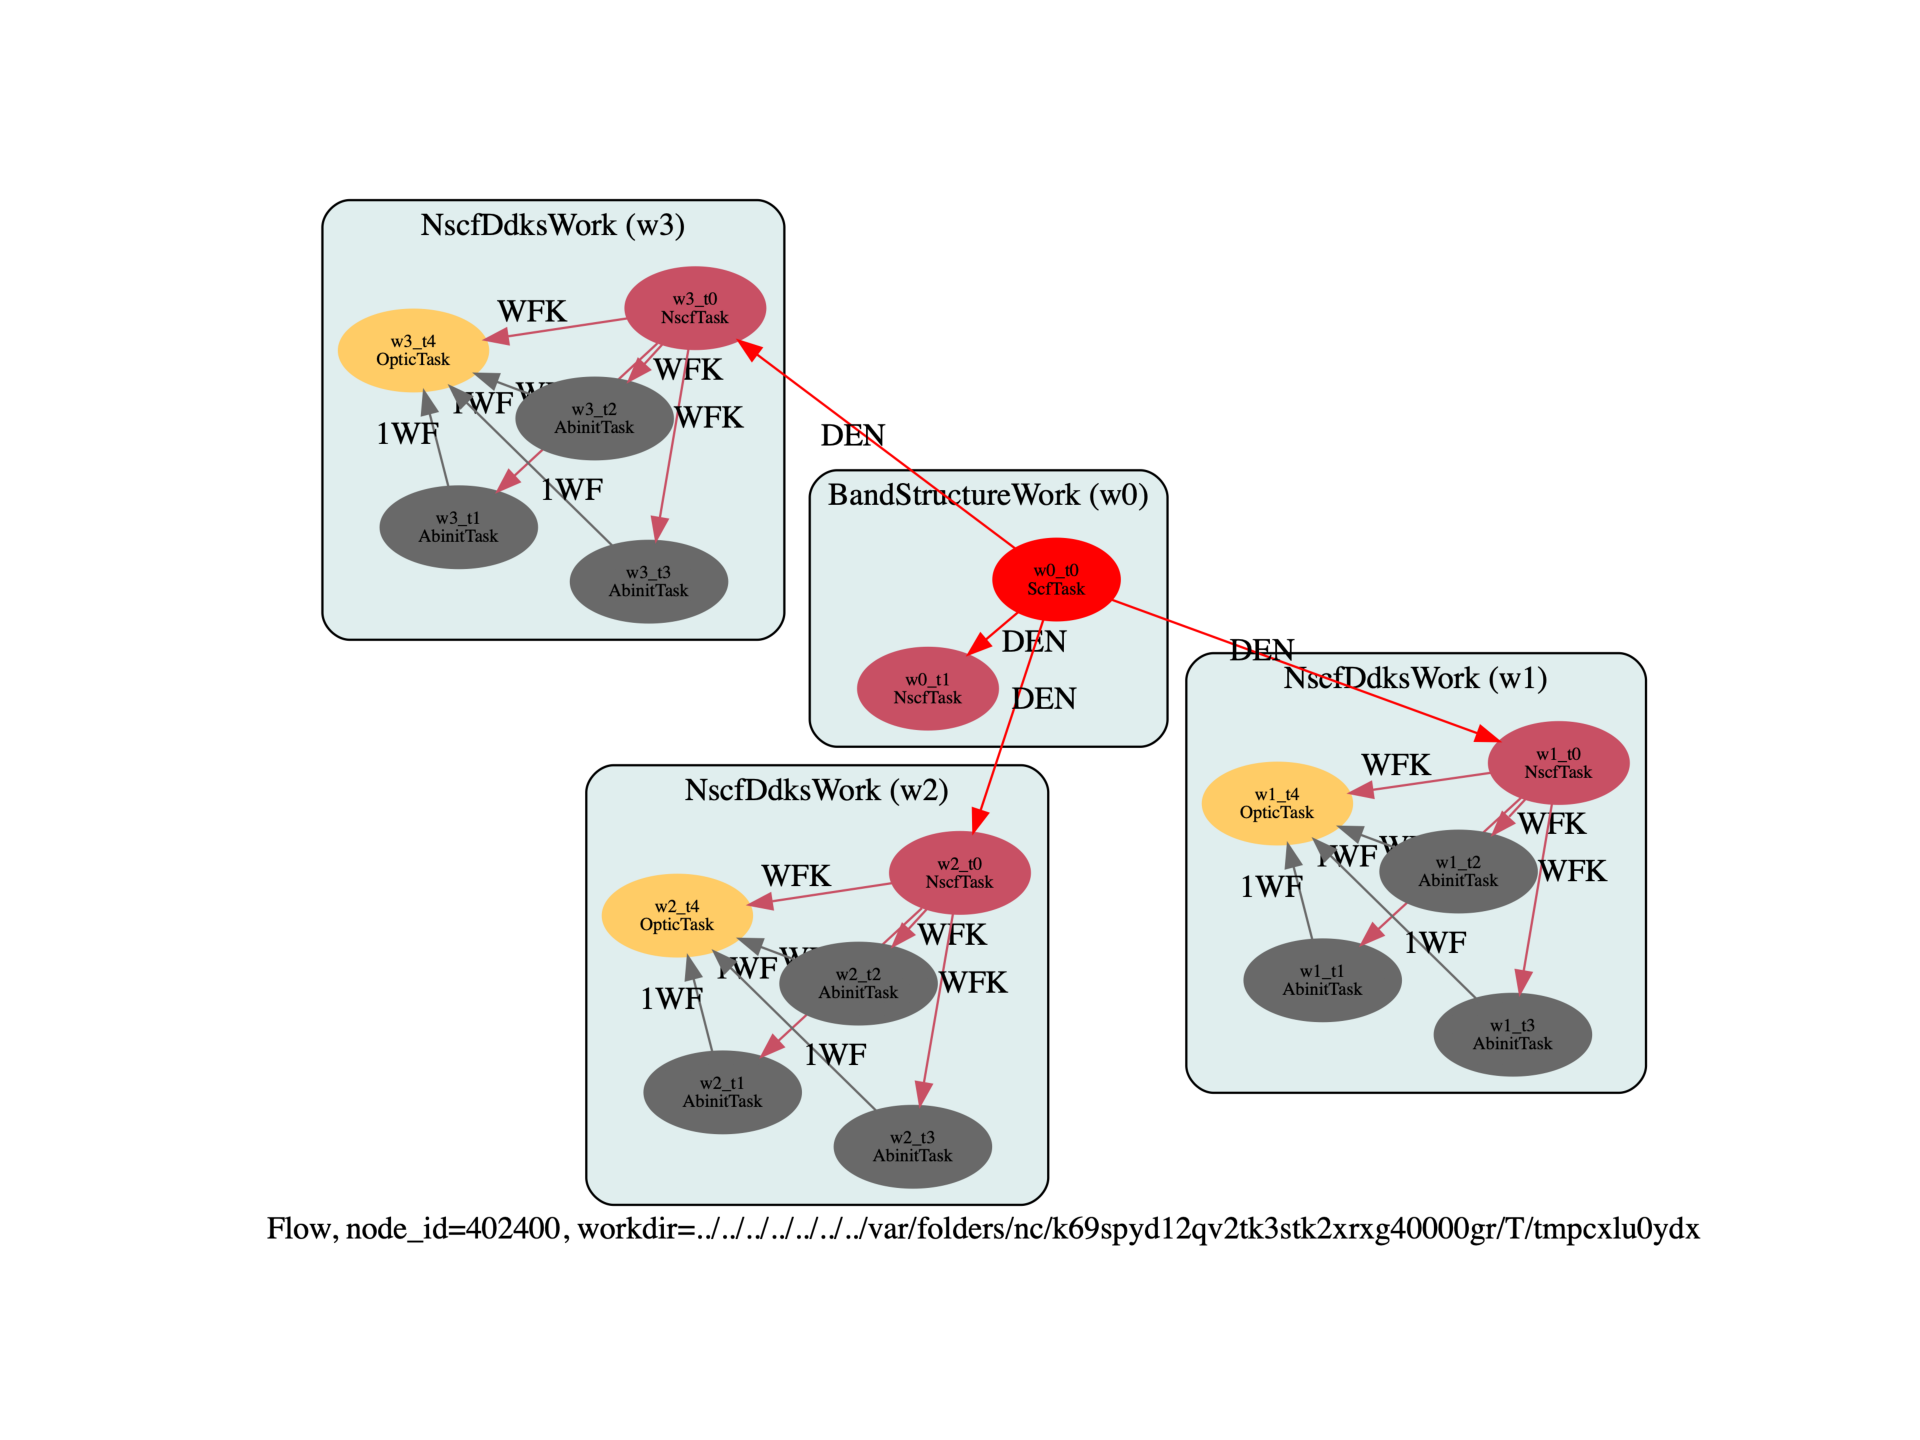 NscfDdksWork (w3)
w3_t0
NscfTask
WFK
w3_t4
OpticTask
WFK
1WF
w3_t2
AbinitTask
WFK
1WF
1WF
w3_t1
AbinitTask
w3_t3
AbinitTask
DEN
BandStructureWork (w0)
w0_t0
ScfTask
DEN
w0_t1
NscfTask
DEN
DEN
NscfDdksWork (w1)
w1_t0
NscfTask
WFK
w1_t4
OpticTask
WFK
1WF
w1_t2
AbinitTask
WFK
1WF
1WF
w1_t1
AbinitTask
w1_t3
AbinitTask
NscfDdksWork (w2)
w2_t0
NscfTask
WFK
w2_t4
OpticTask
WFK
1WF
w2_t2
AbinitTask
WFK
1WF
1WF
w2_t1
AbinitTask
w2_t3
AbinitTask
Flow, node_id=402400, workdir=../../../../../../../var/folders/nc/k69spyd12qv2tk3stk2xrxg40000gr/T/tmpcxlu0ydx